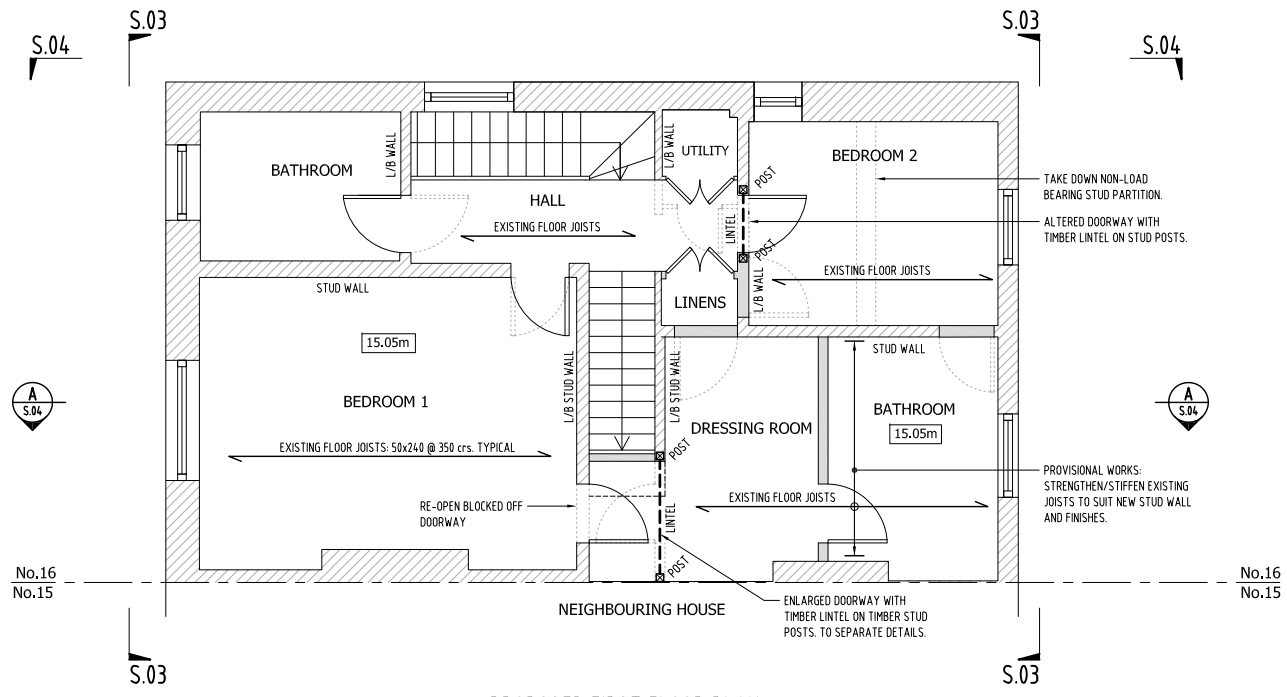 S.03
S.03
S.04
S.04
BATHROOM
L/B WALL
L/B WALL
UTILITY
BEDROOM 2
POST
TAKE DOWN NON-LOAD
BEARING STUD PARTITION.
HALL
EXISTING FLOOR JOISTS
LINTEL
ALTERED DOORWAY WITH
TIMBER LINTEL ON STUD POSTS.
POST
EXISTING FLOOR JOISTS
L/B WALL
STUD WALL
LINENS
15.05m
STUD WALL
A
S.04
BEDROOM 1
L/B STUD WALL
L/B STUD WALL
DRESSING ROOM
BATHROOM
15.05m
A
S.04
EXISTING FLOOR JOISTS: 50x240 @ 350 crs. TYPICAL
POST
PROVISIONAL WORKS:
STRENGTHEN/STIFFEN EXISTING
JOISTS TO SUIT NEW STUD WALL
AND FINISHES.
EXISTING FLOOR JOISTS
RE-OPEN BLOCKED OFF
DOORWAY
LINTEL
POST
No.16
No.15
No.16
No.15
NEIGHBOURING HOUSE
ENLARGED DOORWAY WITH
TIMBER LINTEL ON TIMBER STUD
POSTS. TO SEPARATE DETAILS.
S.03
S.03